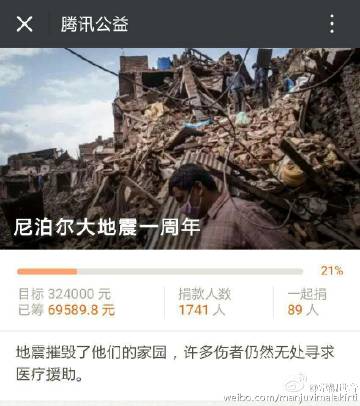 腾讯公益
尼泊尔大地震一周年
21%
目标 324000 元
已筹 69589.8 元
捐款人数
1741 人
一起捐
89 人
地震摧毁了他们的家园，许多伤者仍然无处寻求
医疗援助。
weibo.com/manjuvimalakirti